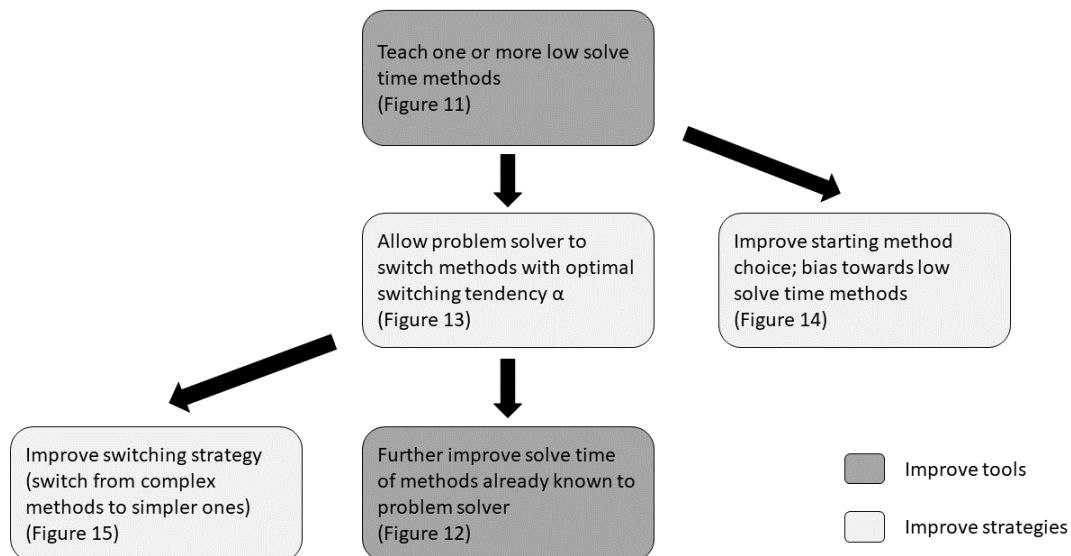 Teach one or more low solve
time methods
(Figure 11)
Allow problem solver to
switch methods with optimal
switching tendency α
(Figure 13)
Improve starting method
choice; bias towards low
solve time methods
(Figure 14)
Improve switching strategy
(switch from complex
methods to simpler ones)
(Figure 15)
Further improve solve time
of methods already known to
problem solver
(Figure 12)
Improve tools
Improve strategies